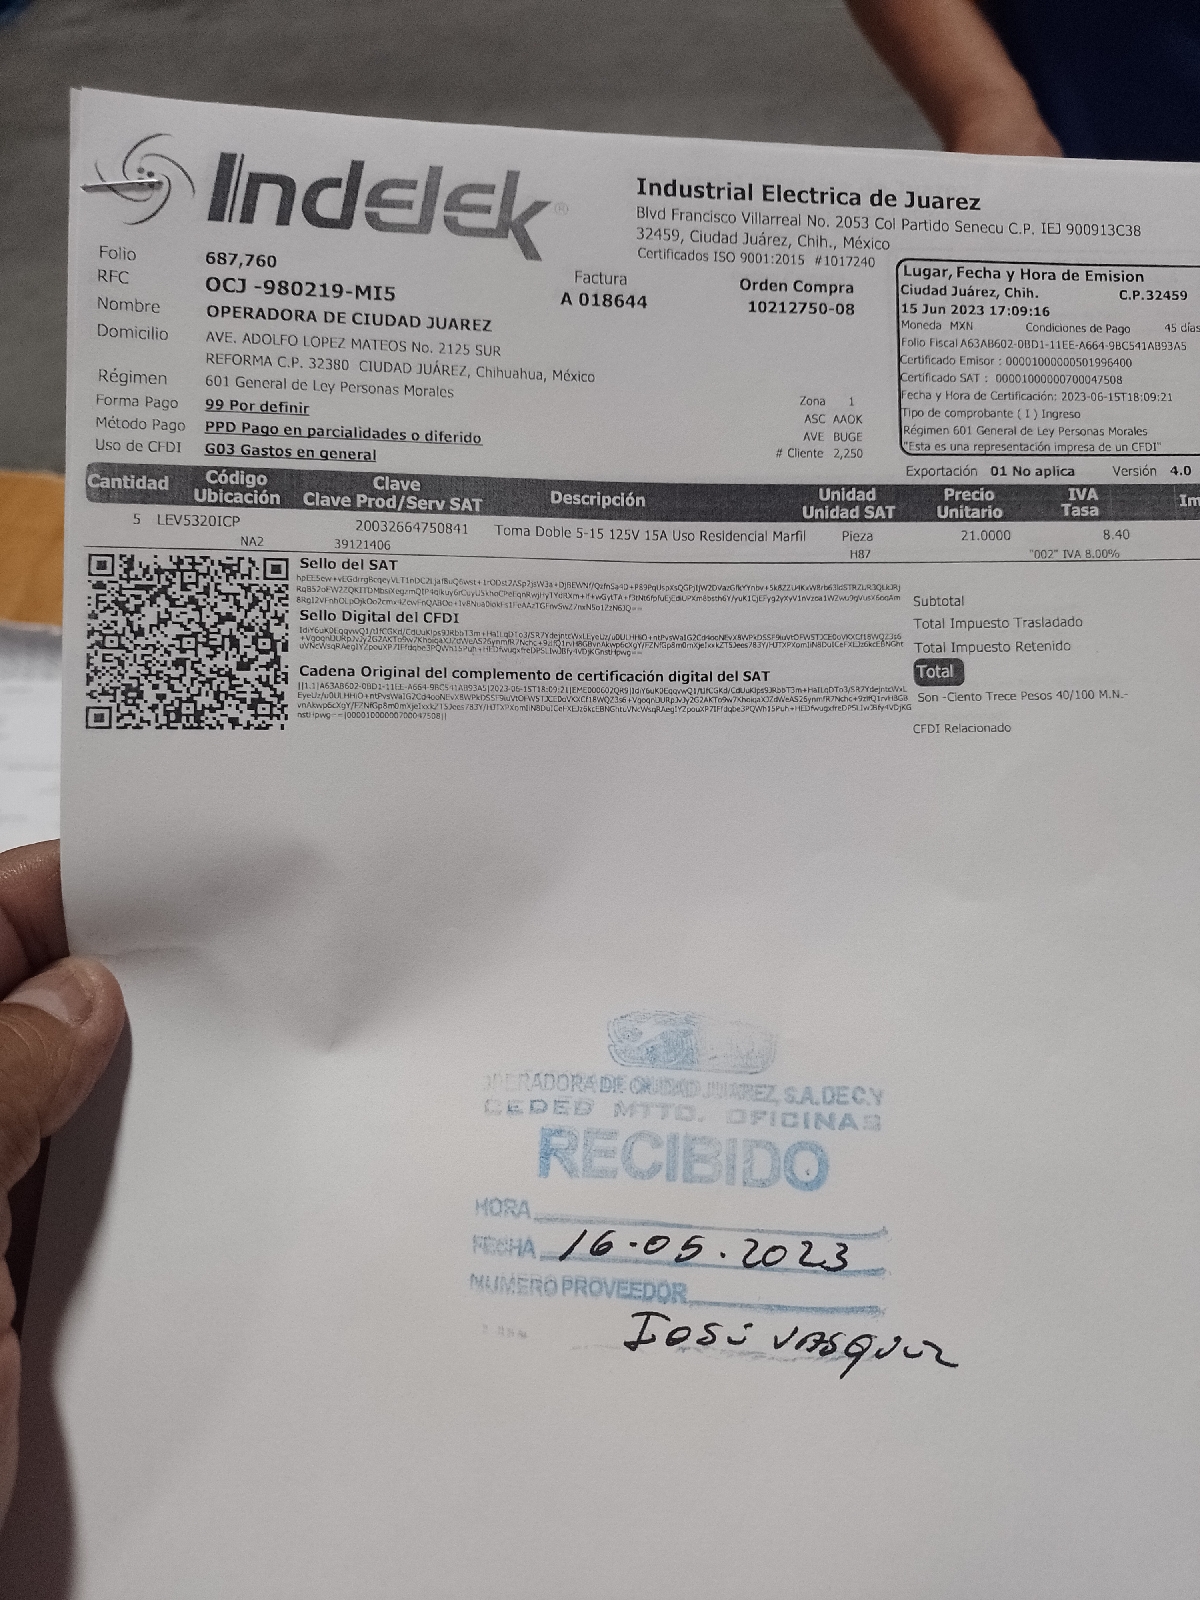 Indelek
Industrial Electrica de Juarez
Blvd Francisco Villarreal No. 2053 Col Partido Senecu C.P. IEJ 900913C38
32459, Ciudad Juárez, Chih., México
Certificados ISO 9001:2015 #1017240
Folio 687,760
RFC OCJ -980219-MI5
Nombre OPERADORA DE CIUDAD JUAREZ
Domicilio AVE. ADOLFO LOPEZ MATEOS No. 2125 SUR
REFORMA C.P. 32380 CIUDAD JUÁREZ, Chihuahua, México
Régimen 601 General de Ley Personas Morales
Forma Pago 99 Por definir
Método Pago PPD Pago en parcialidades o diferido
Uso de CFDI G03 Gastos en general
Factura
A 018644
Orden Compra
10212750-08
Zona 1
ASC AAOK
AVE BUGE
# Cliente 2,250
Lugar, Fecha y Hora de Emision
Ciudad Juárez, Chih. C.P.32459
15 Jun 2023 17:09:16
Moneda MXN Condiciones de Pago 45 días
Folio Fiscal A63AB602-0BD1-11EE-A664-9BC541AB93A5
Certificado Emisor : 00001000000501996400
Certificado SAT : 00001000000700047508
Fecha y Hora de Certificación: 2023-06-15T18:09:21
Tipo de comprobante ( I ) Ingreso
Régimen 601 General de Ley Personas Morales
"Esta es una representación impresa de un CFDI"
Exportación 01 No aplica Versión 4.0
Cantidad Código Ubicación Clave Clave Prod/Serv SAT Descripción Unidad Unidad SAT Precio Unitario IVA Tasa Im
5 LEV5320ICP 20032664750841 Toma Doble 5-15 125V 15A Uso Residencial Marfil Pieza 21.0000 8.40
NA2 39121406 H87 "002" IVA 8.00%
Sello del SAT
Sello Digital del CFDI
Cadena Original del complemento de certificación digital del SAT
Subtotal
Total Impuesto Trasladado
Total Impuesto Retenido
Total
Son -Ciento Trece Pesos 40/100 M.N.-
CFDI Relacionado
OPERADORA DE CIUDAD JUAREZ, S.A. DE C.V
CEDEB MTTO. OFICINAS
RECIBIDO
HORA
FECHA 16-05.2023
NUMERO PROVEEDOR
José Vasquez